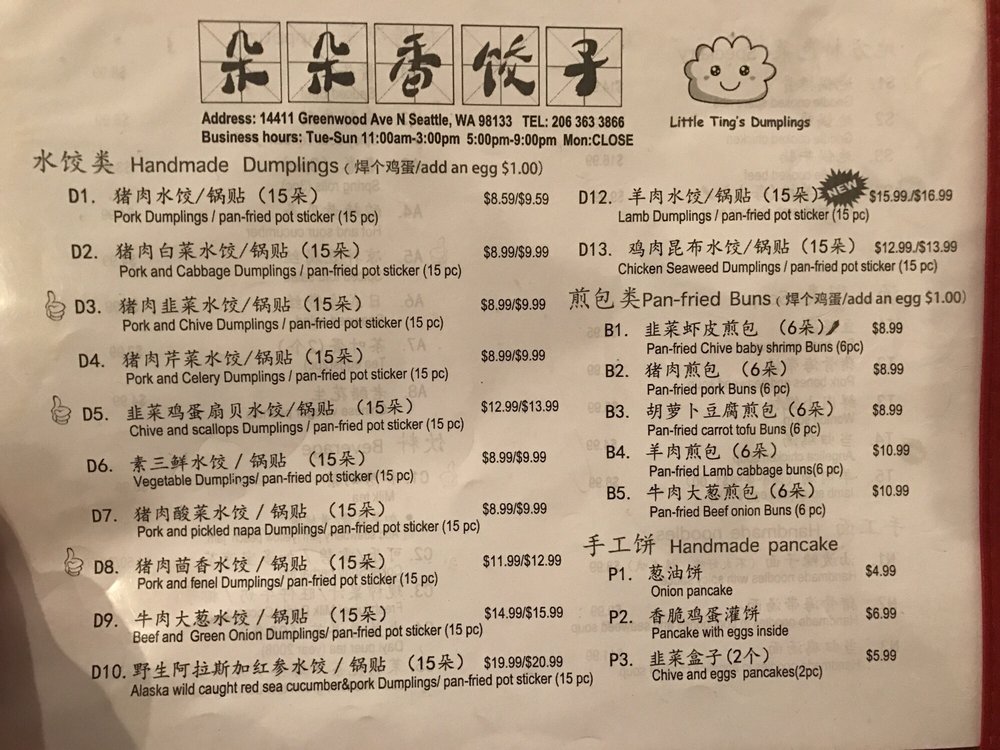 朵朵香饺子
Little Ting's Dumplings
Address: 14411 Greenwood Ave N Seattle, WA 98133 TEL: 206 363 3866
Business hours: Tue-Sun 11:00am-3:00pm 5:00pm-9:00pm Mon:CLOSE
水饺类 Handmade Dumplings ( 焊个鸡蛋/add an egg $1.00)
D1. 猪肉水饺/锅贴（15朵） $8.59/$9.59
Pork Dumplings / pan-fried pot sticker (15 pc)
D2. 猪肉白菜水饺/锅贴（15朵） $8.99/$9.99
Pork and Cabbage Dumplings / pan-fried pot sticker (15 pc)
D3. 猪肉韭菜水饺/锅贴（15朵） $8.99/$9.99
Pork and Chive Dumplings / pan-fried pot sticker (15 pc)
D4. 猪肉芹菜水饺/锅贴（15朵） $8.99/$9.99
Pork and Celery Dumplings / pan-fried pot sticker (15 pc)
D5. 韭菜鸡蛋扇贝水饺/锅贴（15朵） $12.99/$13.99
Chive and scallops Dumplings / pan-fried pot sticker (15 pc)
D6. 素三鲜水饺 / 锅贴（15朵） $8.99/$9.99
Vegetable Dumplings/ pan-fried pot sticker (15 pc)
D7. 猪肉酸菜水饺 / 锅贴（15朵） $8.99/$9.99
Pork and pickled napa Dumplings/ pan-fried pot sticker (15 pc)
D8. 猪肉茴香水饺 / 锅贴（15朵） $11.99/$12.99
Pork and fenel Dumplings/ pan-fried pot sticker (15 pc)
D9. 牛肉大葱水饺 / 锅贴（15朵） $14.99/$15.99
Beef and Green Onion Dumplings/ pan-fried pot sticker (15 pc)
D10. 野生阿拉斯加红参水饺 / 锅贴（15朵） $19.99/$20.99
Alaska wild caught red sea cucumber&pork Dumplings/ pan-fried pot sticker (15 pc)
D12. 羊肉水饺/锅贴（15朵） NEW $15.99./$16.99
Lamb Dumplings / pan-fried pot sticker (15 pc)
D13. 鸡肉昆布水饺/锅贴（15朵） $12.99./$13.99
Chicken Seaweed Dumplings / pan-fried pot sticker (15 pc)
煎包类Pan-fried Buns ( 焊个鸡蛋/add an egg $1.00)
B1. 韭菜虾皮煎包（6朵） $8.99
Pan-fried Chive baby shrimp Buns (6pc)
B2. 猪肉煎包（6朵） $8.99
Pan-fried pork Buns (6 pc)
B3. 胡萝卜豆腐煎包（6朵） $8.99
Pan-fried carrot tofu Buns (6 pc)
B4. 羊肉煎包（6朵） $10.99
Pan-fried Lamb cabbage buns(6 pc)
B5. 牛肉大葱煎包（6朵） $10.99
Pan-fried Beef onion Buns (6 pc)
手工饼 Handmade pancake
P1. 葱油饼 $4.99
Onion pancake
P2. 香脆鸡蛋灌饼 $6.99
Pancake with eggs inside
P3. 韭菜盒子(2个) $5.99
Chive and eggs pancakes(2pc)